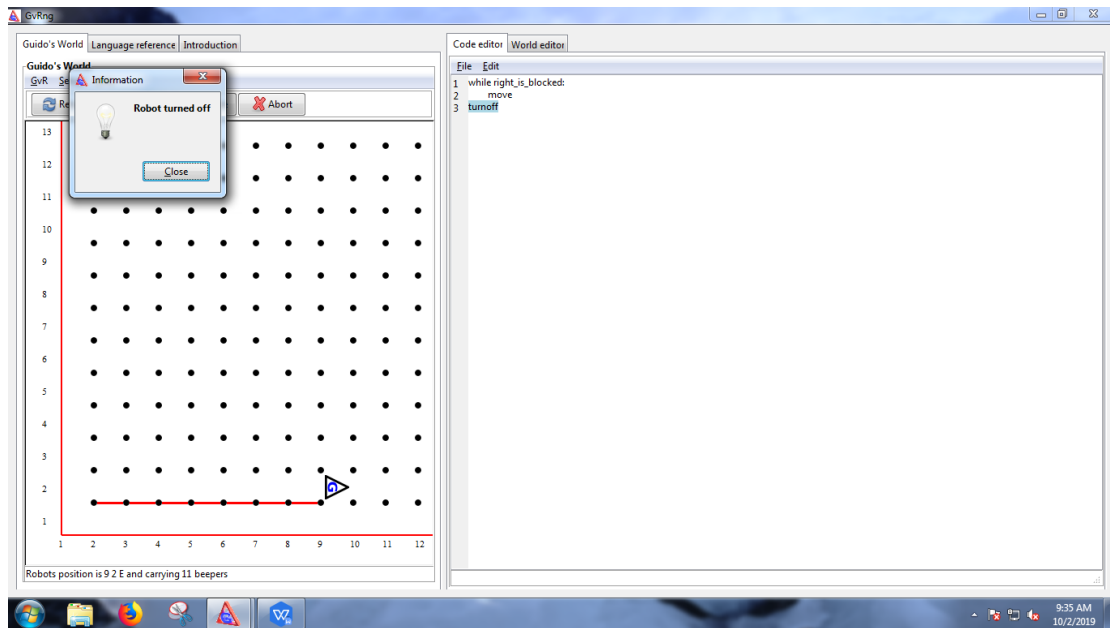 GvRng
Guido's World Language reference Introduction
Guido's World
GvR Se
Information
Robot turned off
Close
Re
Abort
13
12
11
10
9
8
7
6
5
4
3
2
1
G
1 2 3 4 5 6 7 8 9 10 11 12
Robots position is 9 2 E and carrying 11 beepers
Code editor World editor
File Edit
1 while right_is_blocked:
2 move
3 turnoff
9:35 AM
10/2/2019